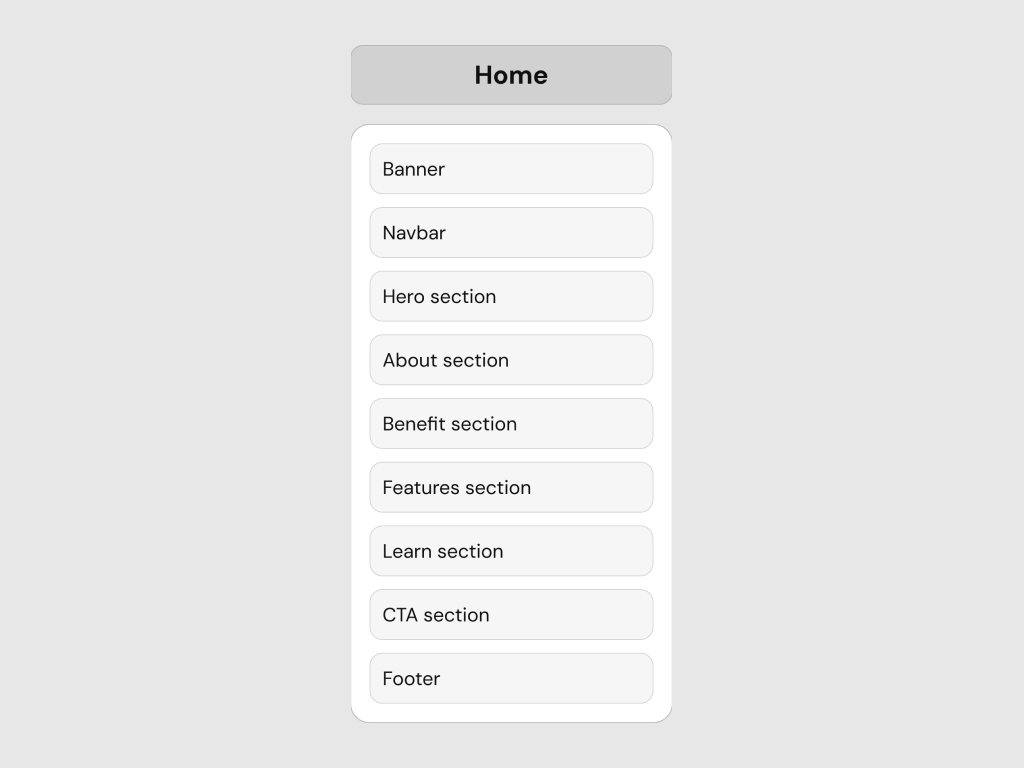 Home
Banner
Navbar
Hero section
About section
Benefit section
Features section
Learn section
CTA section
Footer